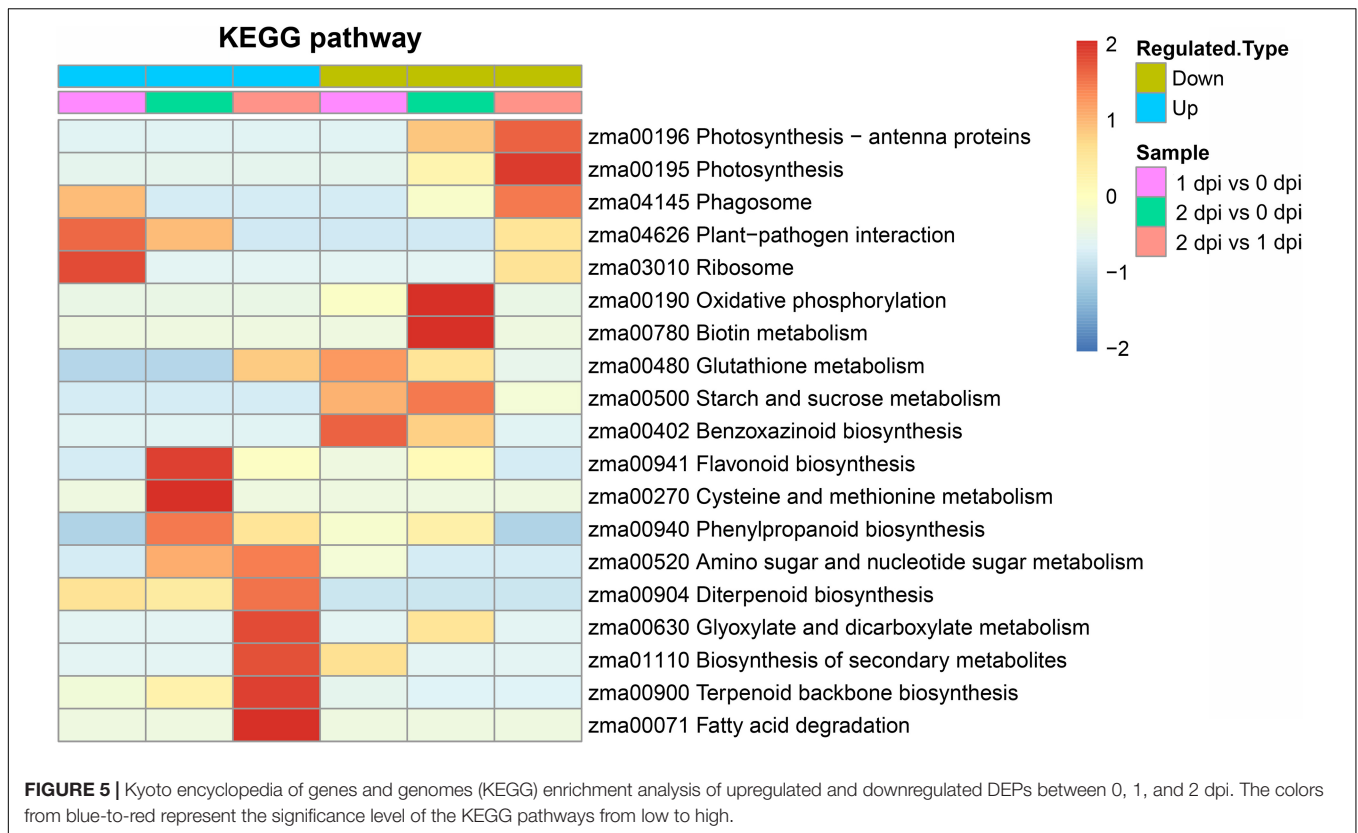 KEGG pathway
2
1
0
−1
−2
Regulated.Type
Down
Up
Sample
1 dpi vs 0 dpi
2 dpi vs 0 dpi
2 dpi vs 1 dpi
zma00196 Photosynthesis − antenna proteins
zma00195 Photosynthesis
zma04145 Phagosome
zma04626 Plant−pathogen interaction
zma03010 Ribosome
zma00190 Oxidative phosphorylation
zma00780 Biotin metabolism
zma00480 Glutathione metabolism
zma00500 Starch and sucrose metabolism
zma00402 Benzoxazinoid biosynthesis
zma00941 Flavonoid biosynthesis
zma00270 Cysteine and methionine metabolism
zma00940 Phenylpropanoid biosynthesis
zma00520 Amino sugar and nucleotide sugar metabolism
zma00904 Diterpenoid biosynthesis
zma00630 Glyoxylate and dicarboxylate metabolism
zma01110 Biosynthesis of secondary metabolites
zma00900 Terpenoid backbone biosynthesis
zma00071 Fatty acid degradation
FIGURE 5 | Kyoto encyclopedia of genes and genomes (KEGG) enrichment analysis of upregulated and downregulated DEPs between 0, 1, and 2 dpi. The colors
from blue-to-red represent the significance level of the KEGG pathways from low to high.